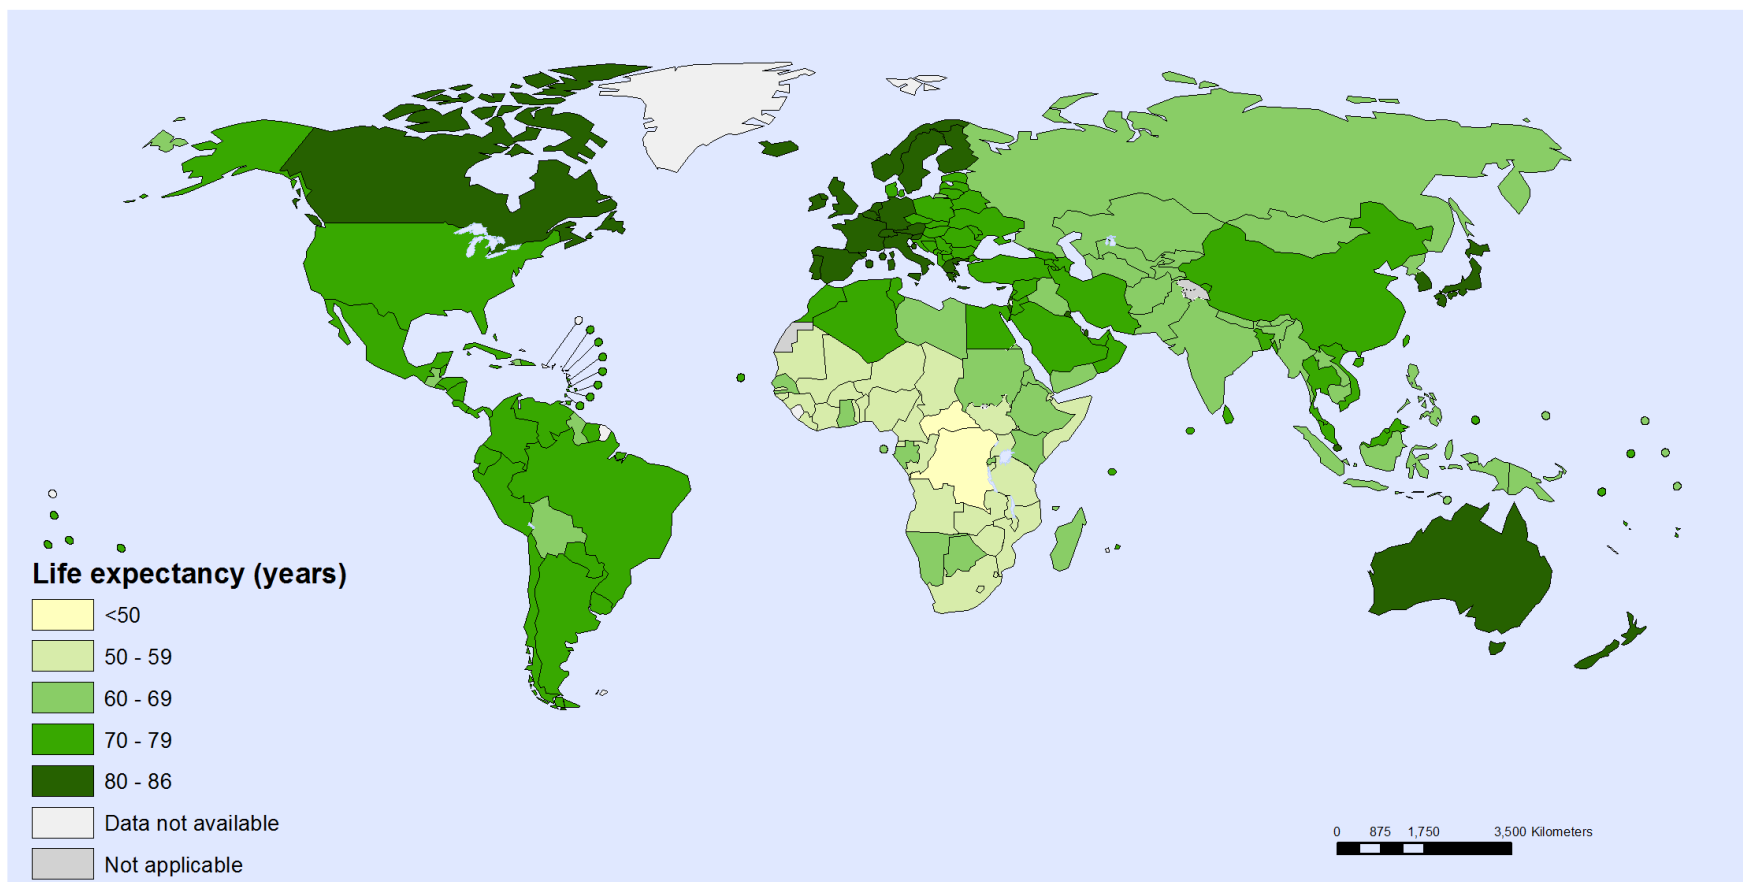 Life expectancy (years)
<50
50 - 59
60 - 69
70 - 79
80 - 86
Data not available
Not applicable
0 875 1,750 3,500 Kilometers